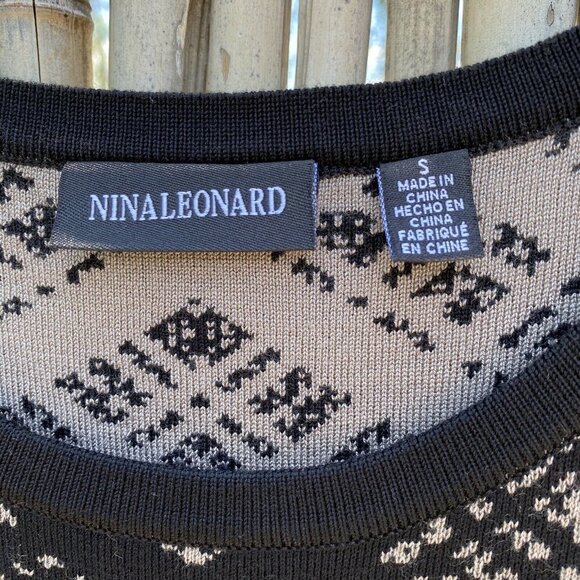 NINALEONARD
S
MADE IN
CHINA
HECHO EN
CHINA
FABRIQUÉ
EN CHINE